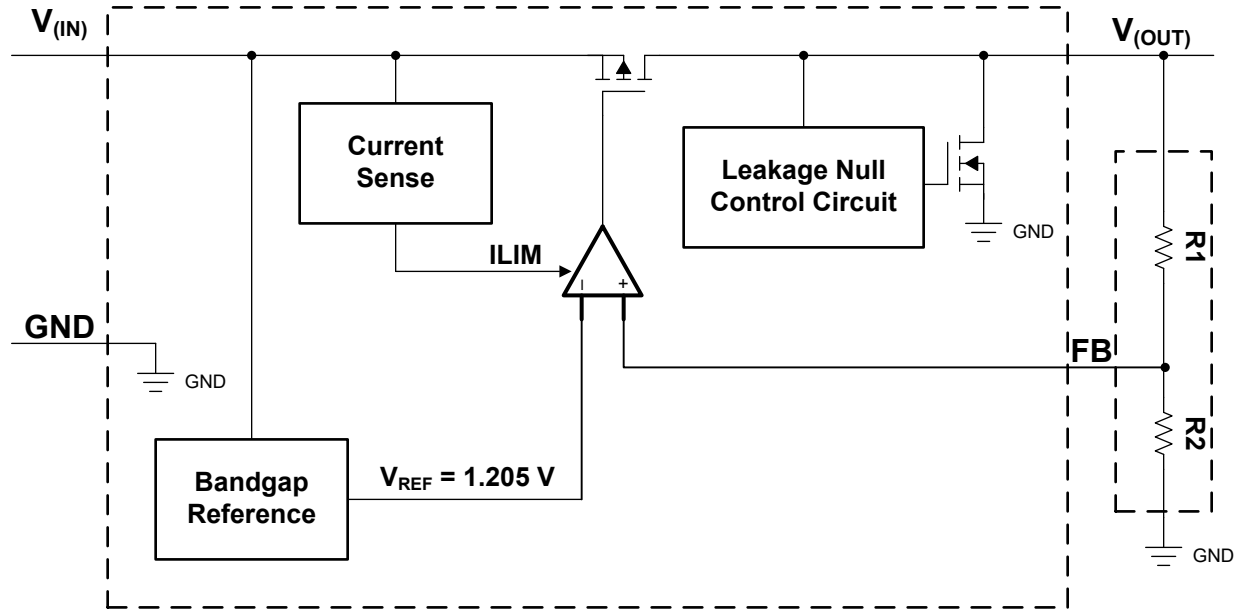 V(IN)
V(OUT)
Current
Sense
Leakage Null
Control Circuit
GND
R1
ILIM
GND
GND
FB
R2
Bandgap
Reference
VREF = 1.205 V
GND